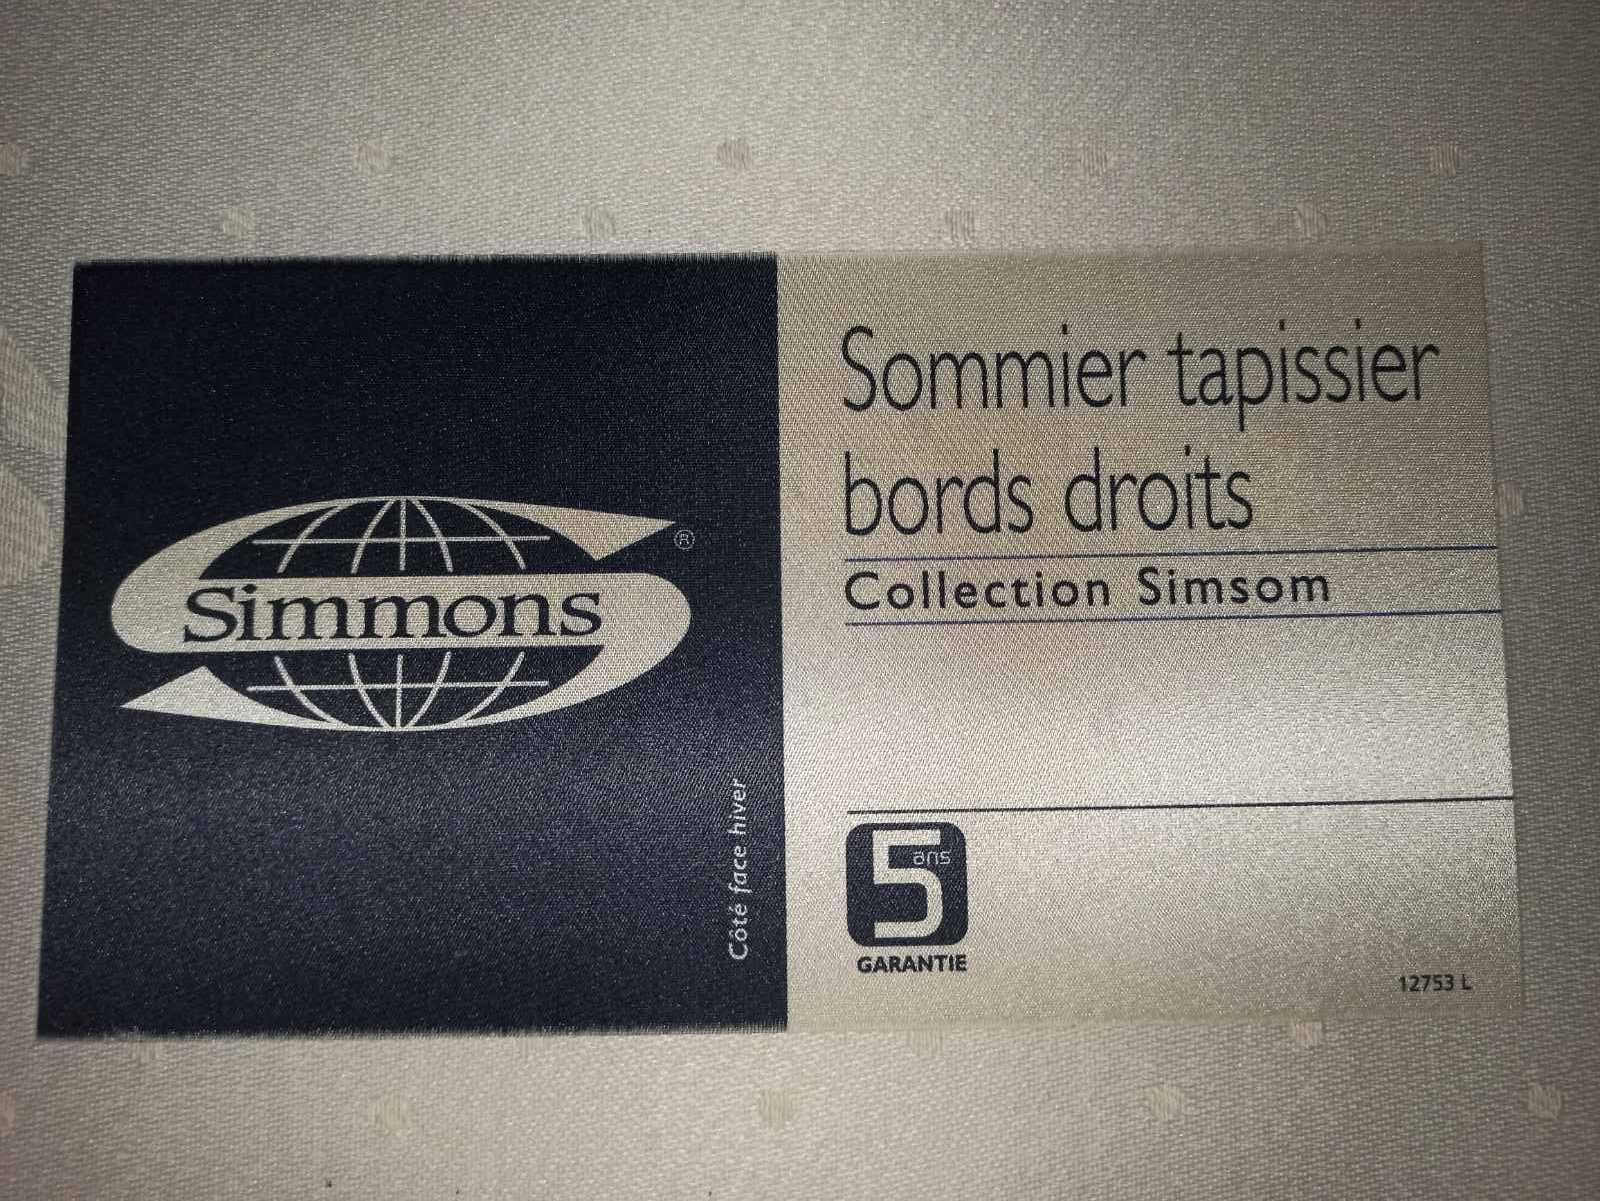 Simmons
®
Côté face hiver
Sommier tapissier
bords droits
Collection Simsom
5
ans
GARANTIE
12753 L